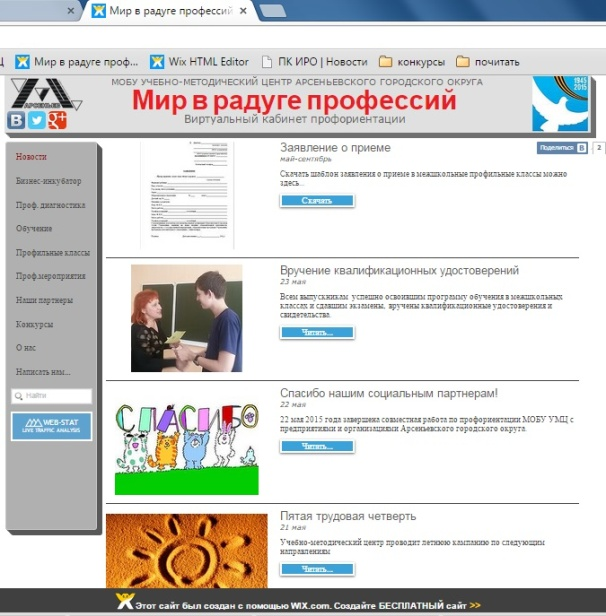 Мир в радуге профессий
Мир в радуге проф...
Wix HTML Editor
ПК ИРО | Новости
конкурсы
почитать
МОБУ УЧЕБНО-МЕТОДИЧЕСКИЙ ЦЕНТР АРСЕНЬЕВСКОГО ГОРОДСКОГО ОКРУГА
Мир в радуге профессий
Виртуальный кабинет профориентации
АРСЕНЬЕВ
1945
2015
Поделиться
2
Новости
Бизнес-инкубатор
Проф. диагностика
Обучение
Профильные классы
Проф.мероприятия
Наши партнеры
Конкурсы
О нас
Написать нам...
Найти
WEB-STAT
LIVE TRAFFIC ANALYSIS
Заявление о приеме
май-сентябрь
Скачать шаблон заявления о приеме в межшкольные профильные классы можно
здесь...
Скачать
Вручение квалификационных удостоверений
23 мая
Всем выпускникам успешно освоившим программу обучения в межшкольных
классах и сдавшим экзамены, вручены квалификационные удостоверения и
свидетельства.
Читать...
СПАСИБО
Спасибо нашим социальным партнерам!
22 мая
22 мая 2015 года завершена совместная работа по профориентации МОБУ УМЦ с
предприятиями и организациями Арсеньевского городского округа.
Читать...
Пятая трудовая четверть
21 мая
Учебно-методический центр проводит летнюю кампанию по следующим
направлениям
Читать...
Этот сайт был создан с помощью WIX.com. Создайте БЕСПЛАТНЫЙ сайт >>